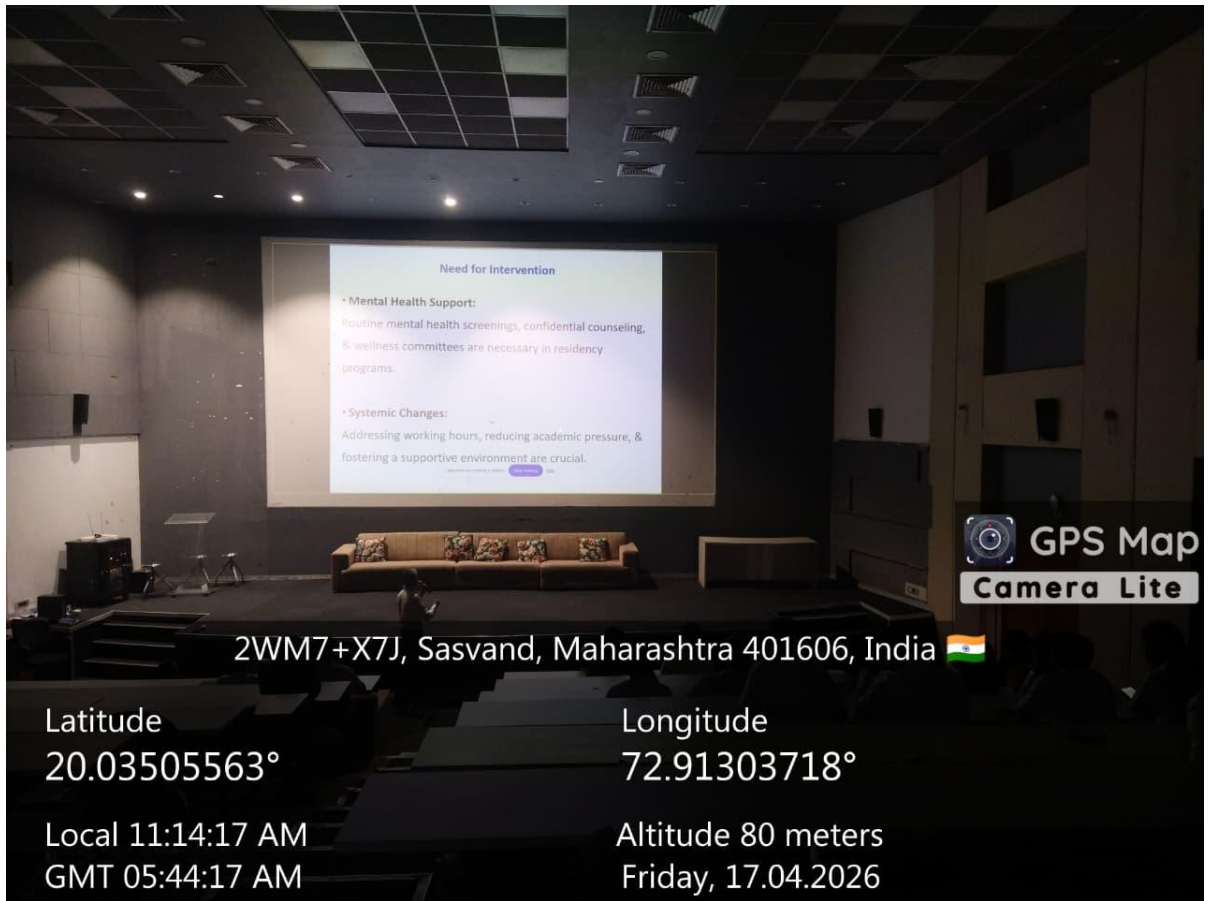 Need for Intervention
• Mental Health Support:
Routine mental health screenings, confidential counseling,
& wellness committees are necessary in residency
programs.
• Systemic Changes:
Addressing working hours, reducing academic pressure, &
fostering a supportive environment are crucial.
GPS Map
Camera Lite
2WM7+X7J, Sasvand, Maharashtra 401606, India
Latitude
20.03505563°
Longitude
72.91303718°
Local 11:14:17 AM
GMT 05:44:17 AM
Altitude 80 meters
Friday, 17.04.2026